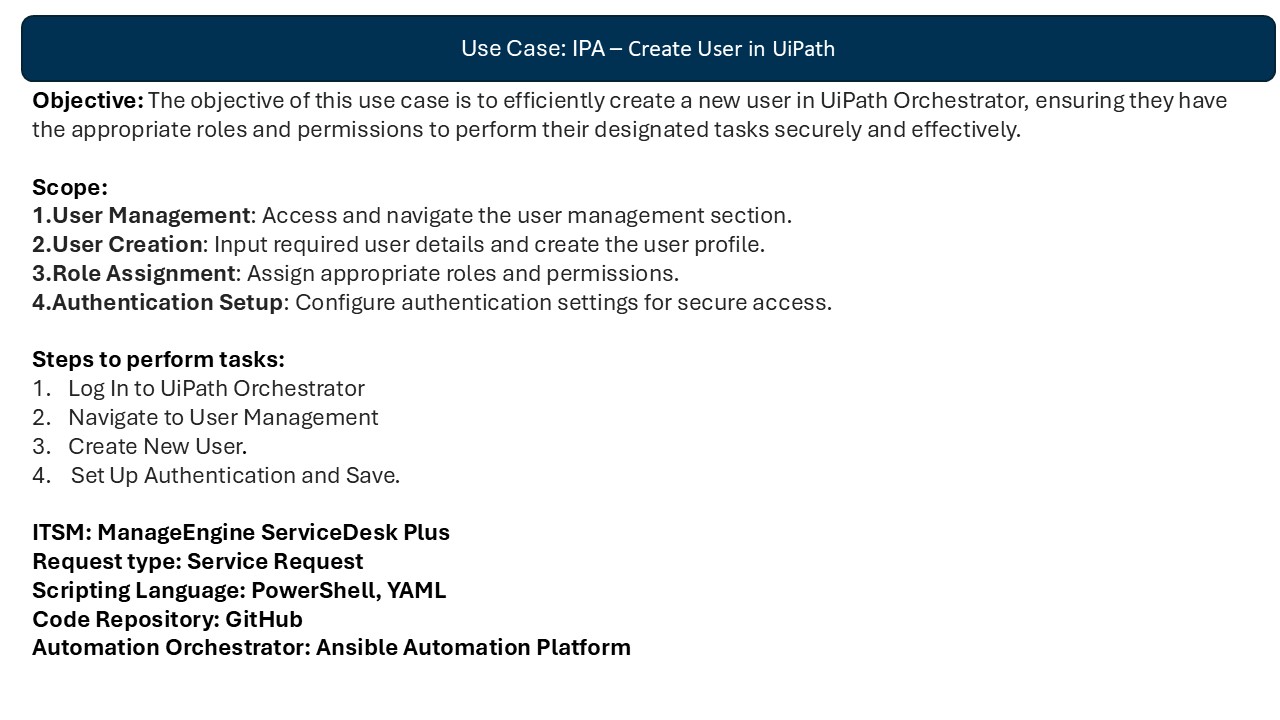 Use Case: IPA – Create User in UiPath
Objective: The objective of this use case is to efficiently create a new user in UiPath Orchestrator, ensuring they have
the appropriate roles and permissions to perform their designated tasks securely and effectively.
Scope:
1.User Management: Access and navigate the user management section.
2.User Creation: Input required user details and create the user profile.
3.Role Assignment: Assign appropriate roles and permissions.
4.Authentication Setup: Configure authentication settings for secure access.
Steps to perform tasks:
1. Log In to UiPath Orchestrator
2. Navigate to User Management
3. Create New User.
4. Set Up Authentication and Save.
ITSM: ManageEngine ServiceDesk Plus
Request type: Service Request
Scripting Language: PowerShell, YAML
Code Repository: GitHub
Automation Orchestrator: Ansible Automation Platform